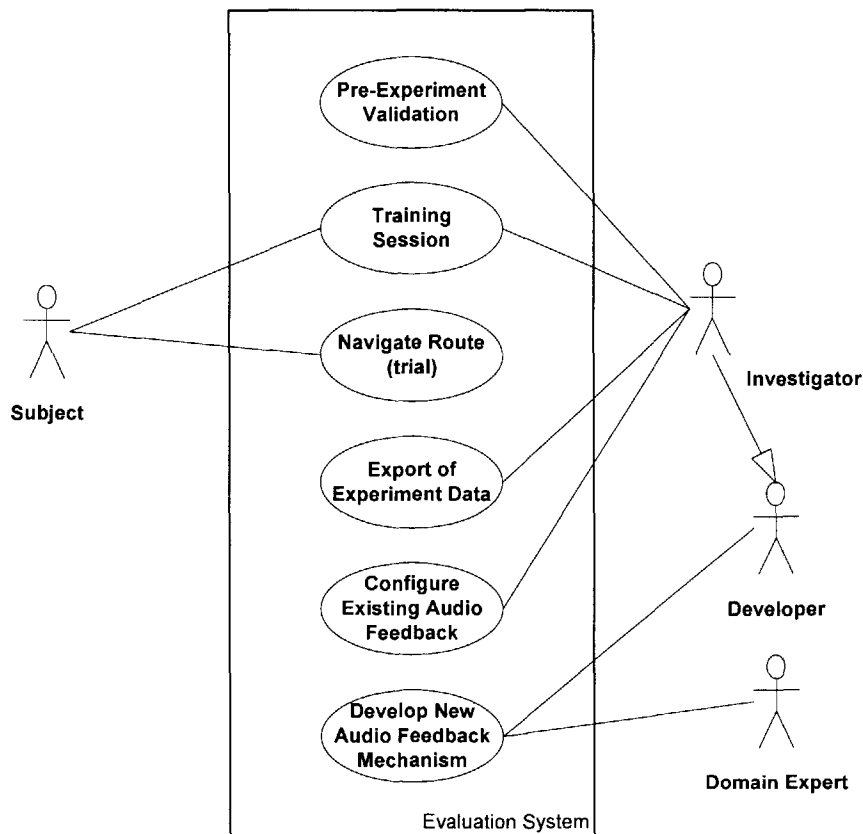 Pre-Experiment
Validation
Training
Session
Navigate Route
(trial)
Subject
Investigator
Export of
Experiment Data
Configure
Existing Audio
Feedback
Developer
Develop New
Audio Feedback
Mechanism
Domain Expert
Evaluation System